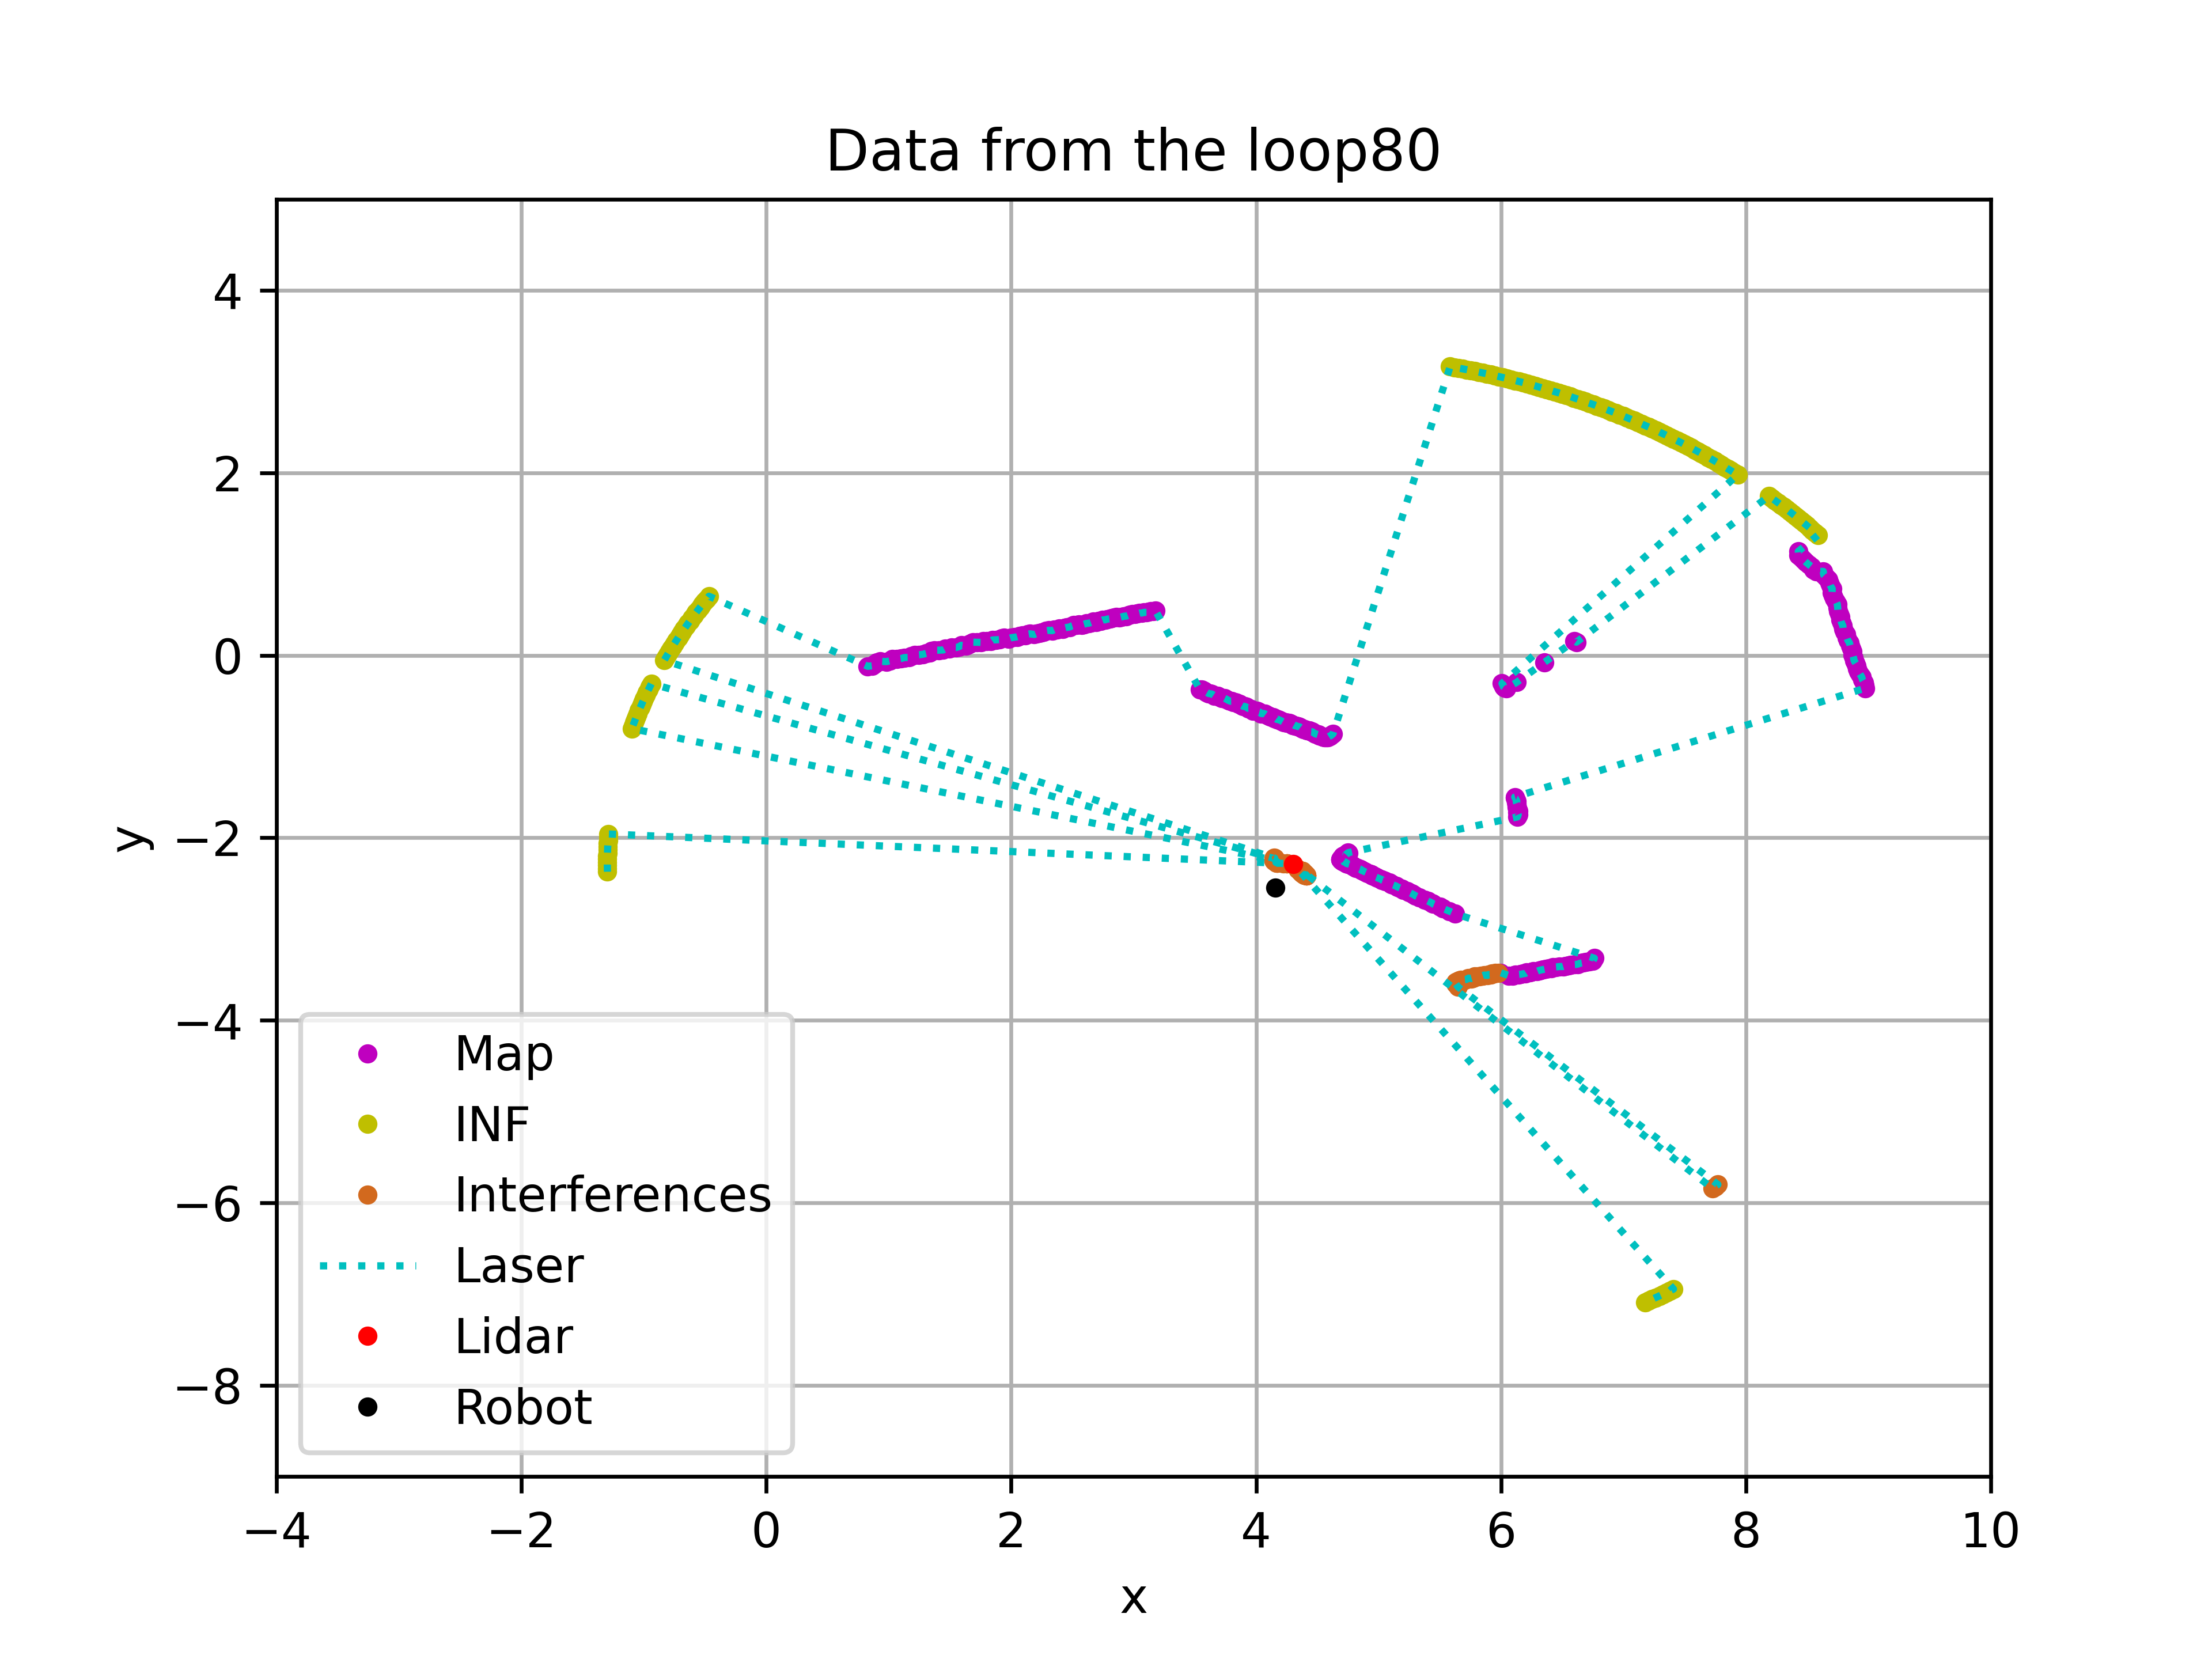 Data from the loop80
4
2
0
−2
−4
−6
−8
y
Map
INF
Interferences
Laser
Lidar
Robot
−4 −2 0 2 4 6 8 10
x